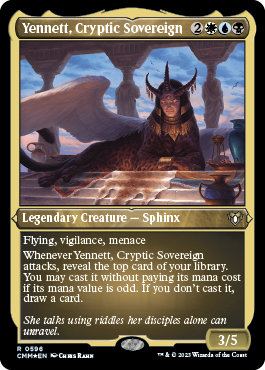 Yennett, Cryptic Sovereign 2
Legendary Creature — Sphinx
Flying, vigilance, menace
Whenever Yennett, Cryptic Sovereign
attacks, reveal the top card of your library.
You may cast it without paying its mana cost
if its mana value is odd. If you don't cast it,
draw a card.
She talks using riddles her disciples alone can
unravel.
3/5
R 0596
CMM•EN Chris Rahn
™ & © 2023 Wizards of the Coast